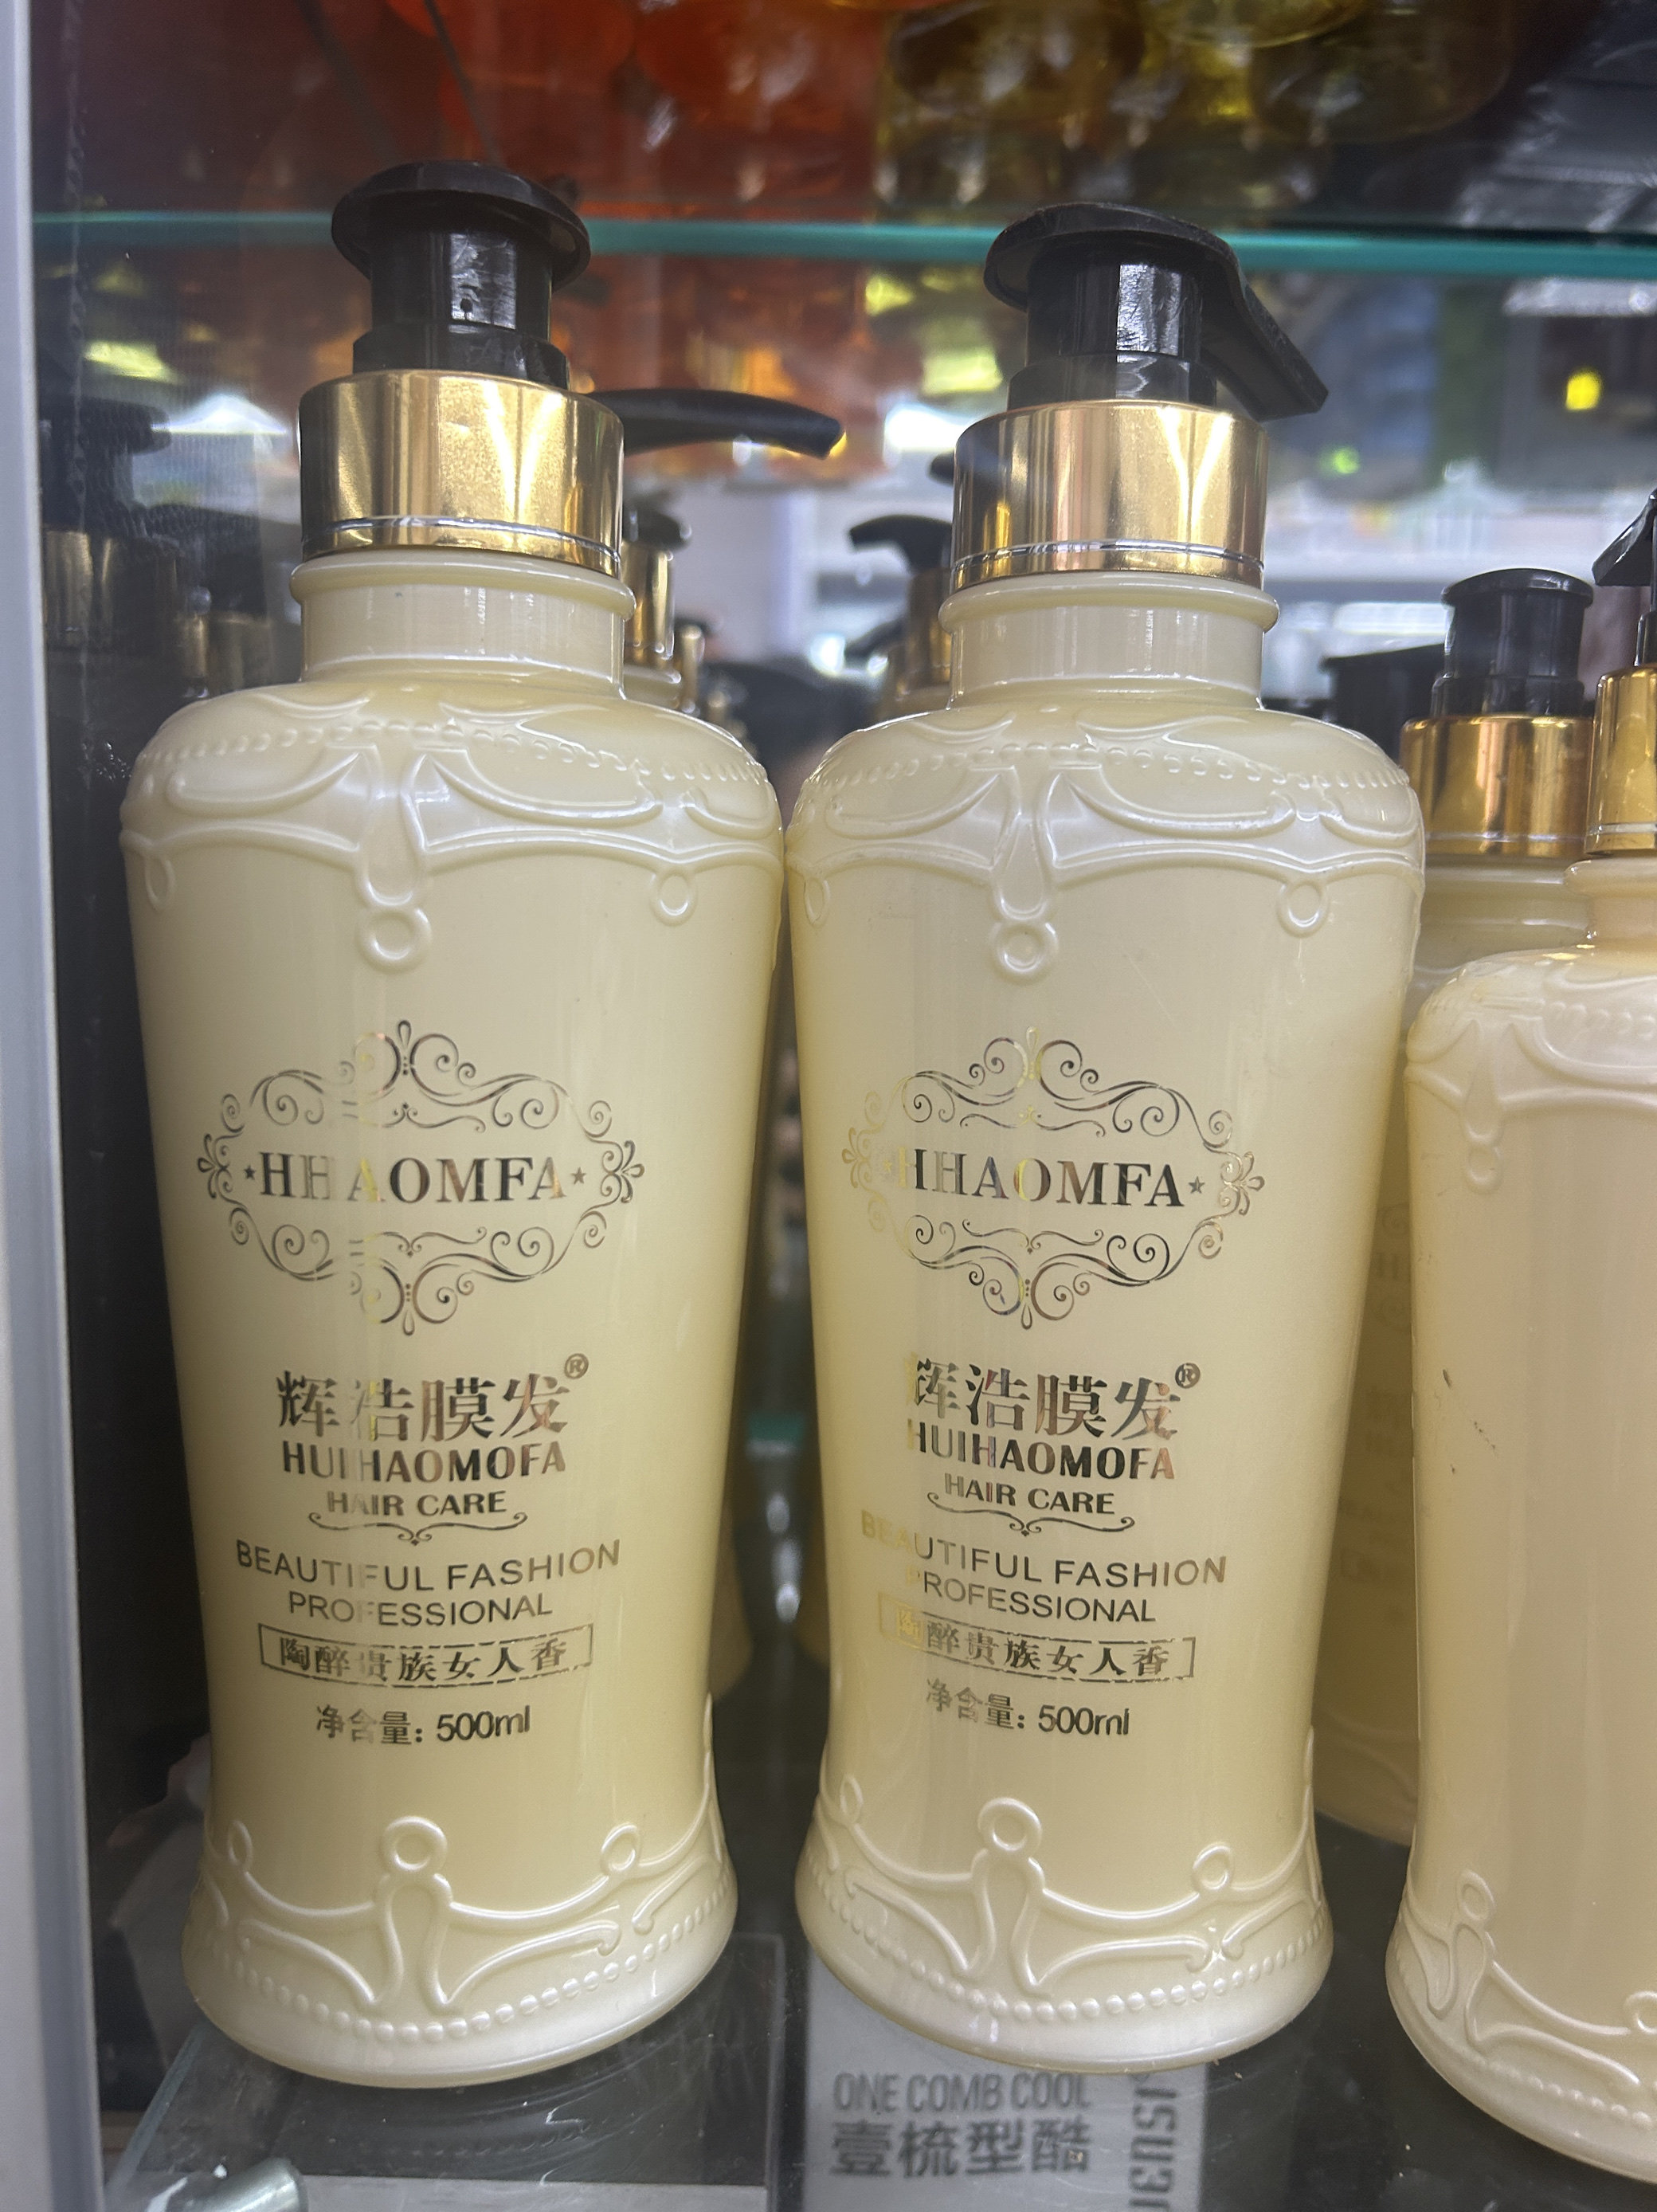 HHAOMFA
辉浩膜发®
HUIHAOMOFA
HAIR CARE
BEAUTIFUL FASHION
PROFESSIONAL
陶醉贵族女人香
净含量: 500ml
HHAOMFA
辉浩膜发®
HUIHAOMOFA
HAIR CARE
BEAUTIFUL FASHION
PROFESSIONAL
陶醉贵族女人香
净含量: 500ml
ONE COMB COOL
壹梳型酷